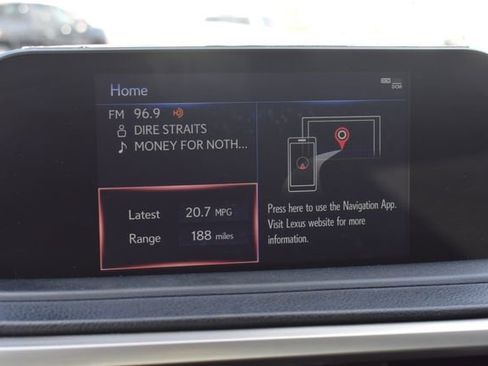 Home
DCM
FM 96.9
DIRE STRAITS
MONEY FOR NOTH...
Latest 20.7 MPG
Range 188 miles
Press here to use the Navigation App.
Visit Lexus website for more
information.